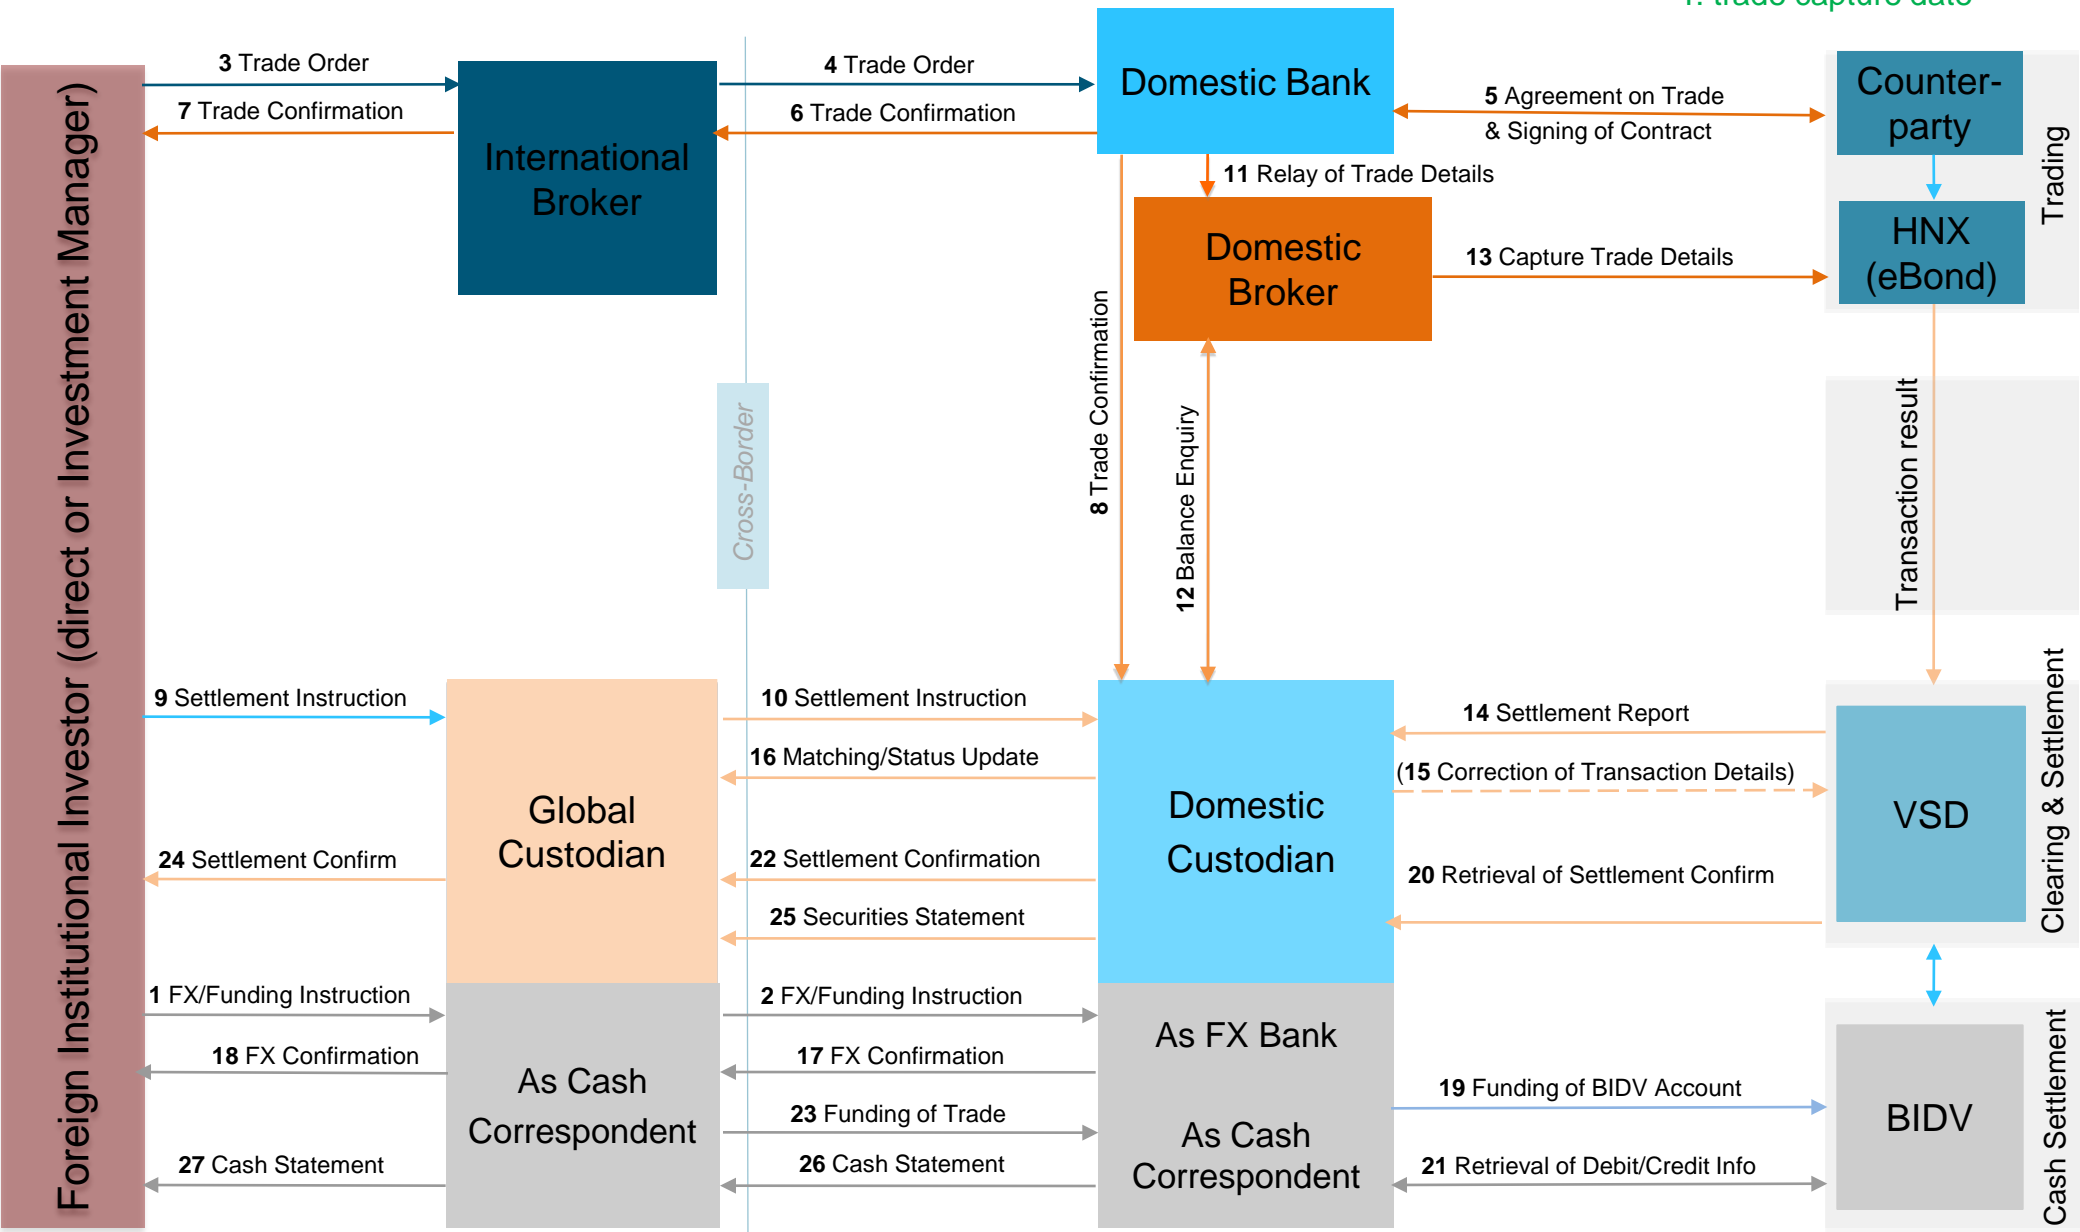 trade capture date
3 Trade Order
4 Trade Order
Domestic Bank
Counter-
party
5 Agreement on Trade
& Signing of Contract
7 Trade Confirmation
6 Trade Confirmation
International
Broker
11 Relay of Trade Details
Trading
Domestic
Broker
HNX
(eBond)
13 Capture Trade Details
Foreign Institutional Investor (direct or Investment Manager)
Cross-Border
8 Trade Confirmation
12 Balance Enquiry
Transaction result
9 Settlement Instruction
10 Settlement Instruction
14 Settlement Report
16 Matching/Status Update
(15 Correction of Transaction Details)
Global
Custodian
Domestic
Custodian
VSD
Clearing & Settlement
24 Settlement Confirm
22 Settlement Confirmation
20 Retrieval of Settlement Confirm
25 Securities Statement
1 FX/Funding Instruction
2 FX/Funding Instruction
As FX Bank
18 FX Confirmation
17 FX Confirmation
As Cash
Correspondent
19 Funding of BIDV Account
BIDV
Cash Settlement
23 Funding of Trade
As Cash
Correspondent
27 Cash Statement
26 Cash Statement
21 Retrieval of Debit/Credit Info